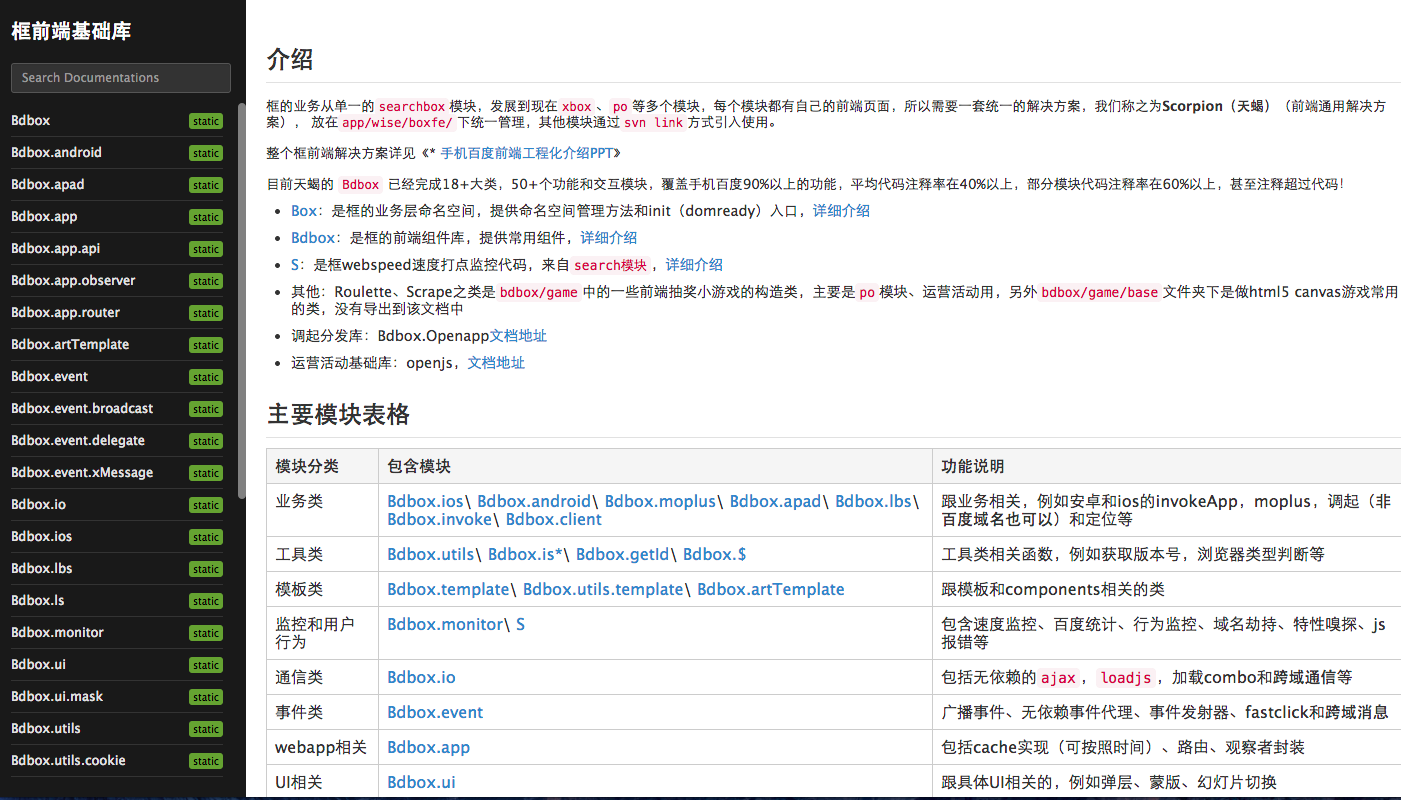 框前端基础库
Search Documentations
Bdbox static
Bdbox.android static
Bdbox.apad static
Bdbox.app static
Bdbox.app.api static
Bdbox.app.observer static
Bdbox.app.router static
Bdbox.artTemplate static
Bdbox.event static
Bdbox.event.broadcast static
Bdbox.event.delegate static
Bdbox.event.xMessage static
Bdbox.io static
Bdbox.ios static
Bdbox.lbs static
Bdbox.ls static
Bdbox.monitor static
Bdbox.ui static
Bdbox.ui.mask static
Bdbox.utils static
Bdbox.utils.cookie static
介绍
框的业务从单一的 searchbox 模块，发展到现在 xbox 、 po 等多个模块，每个模块都有自己的前端页面，所以需要一套统一的解决方案，我们称之为Scorpion（天蝎）（前端通用解决方
案）， 放在 app/wise/boxfe/ 下统一管理，其他模块通过 svn link 方式引入使用。
整个框前端解决方案详见《* 手机百度前端工程化介绍PPT》
目前天蝎的 Bdbox 已经完成18+大类，50+个功能和交互模块，覆盖手机百度90%以上的功能，平均代码注释率在40%以上，部分模块代码注释率在60%以上，甚至注释超过代码！
• Box：是框的业务层命名空间，提供命名空间管理方法和init（domready）入口，详细介绍
• Bdbox：是框的前端组件库，提供常用组件，详细介绍
• S：是框webspeed速度打点监控代码，来自 search模块 ，详细介绍
• 其他：Roulette、Scrape之类是 bdbox/game 中的一些前端抽奖小游戏的构造类，主要是 po 模块、运营活动用，另外 bdbox/game/base 文件夹下是做html5 canvas游戏常用
的类，没有导出到该文档中
• 调起分发库：Bdbox.Openapp文档地址
• 运营活动基础库：openjs，文档地址
主要模块表格
模块分类 包含模块 功能说明
业务类 Bdbox.ios\ Bdbox.android\ Bdbox.moplus\ Bdbox.apad\ Bdbox.lbs\ 跟业务相关，例如安卓和ios的invokeApp，moplus，调起（非
Bdbox.invoke\ Bdbox.client 百度域名也可以）和定位等
工具类 Bdbox.utils\ Bdbox.is*\ Bdbox.getId\ Bdbox.$ 工具类相关函数，例如获取版本号，浏览器类型判断等
模板类 Bdbox.template\ Bdbox.utils.template\ Bdbox.artTemplate 跟模板和components相关的类
监控和用户 Bdbox.monitor\ S 包含速度监控、百度统计、行为监控、域名劫持、特性嗅探、js
行为 报错等
通信类 Bdbox.io 包括无依赖的 ajax ， loadjs ，加载combo和跨域通信等
事件类 Bdbox.event 广播事件、无依赖事件代理、事件发射器、fastclick和跨域消息
webapp相关 Bdbox.app 包括cache实现（可按照时间）、路由、观察者封装
UI相关 Bdbox.ui 跟具体UI相关的，例如弹层、蒙版、幻灯片切换